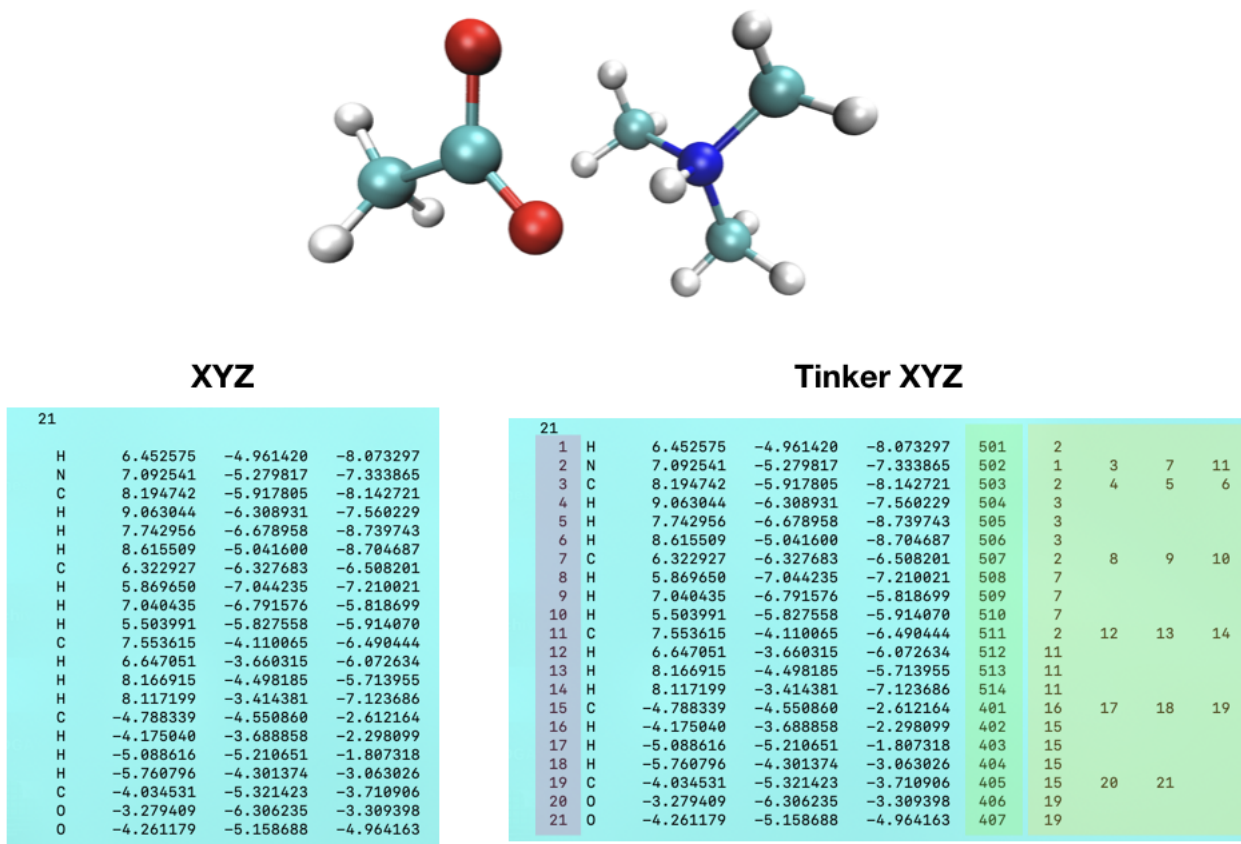 XYZ
21
H 6.452575 -4.961420 -8.073297
N 7.092541 -5.279817 -7.333865
C 8.194742 -5.917805 -8.142721
H 9.063044 -6.308931 -7.560229
H 7.742956 -6.678958 -8.739743
H 8.615509 -5.041600 -8.704687
C 6.322927 -6.327683 -6.508201
H 5.869650 -7.044235 -7.210021
H 7.040435 -6.791576 -5.818699
H 5.503991 -5.827558 -5.914070
C 7.553615 -4.110065 -6.490444
H 6.647051 -3.660315 -6.072634
H 8.166915 -4.498185 -5.713955
H 8.117199 -3.414381 -7.123686
C -4.788339 -4.550860 -2.612164
H -4.175040 -3.688858 -2.298099
H -5.088616 -5.210651 -1.807318
H -5.760796 -4.301374 -3.063026
C -4.034531 -5.321423 -3.710906
O -3.279409 -6.306235 -3.309398
O -4.261179 -5.158688 -4.964163
Tinker XYZ
21
1 H 6.452575 -4.961420 -8.073297 501 2
2 N 7.092541 -5.279817 -7.333865 502 1 3 7 11
3 C 8.194742 -5.917805 -8.142721 503 2 4 5 6
4 H 9.063044 -6.308931 -7.560229 504 3
5 H 7.742956 -6.678958 -8.739743 505 3
6 H 8.615509 -5.041600 -8.704687 506 3
7 C 6.322927 -6.327683 -6.508201 507 2 8 9 10
8 H 5.869650 -7.044235 -7.210021 508 7
9 H 7.040435 -6.791576 -5.818699 509 7
10 H 5.503991 -5.827558 -5.914070 510 7
11 C 7.553615 -4.110065 -6.490444 511 2 12 13 14
12 H 6.647051 -3.660315 -6.072634 512 11
13 H 8.166915 -4.498185 -5.713955 513 11
14 H 8.117199 -3.414381 -7.123686 514 11
15 C -4.788339 -4.550860 -2.612164 401 16 17 18 19
16 H -4.175040 -3.688858 -2.298099 402 15
17 H -5.088616 -5.210651 -1.807318 403 15
18 H -5.760796 -4.301374 -3.063026 404 15
19 C -4.034531 -5.321423 -3.710906 405 15 20 21
20 O -3.279409 -6.306235 -3.309398 406 19
21 O -4.261179 -5.158688 -4.964163 407 19